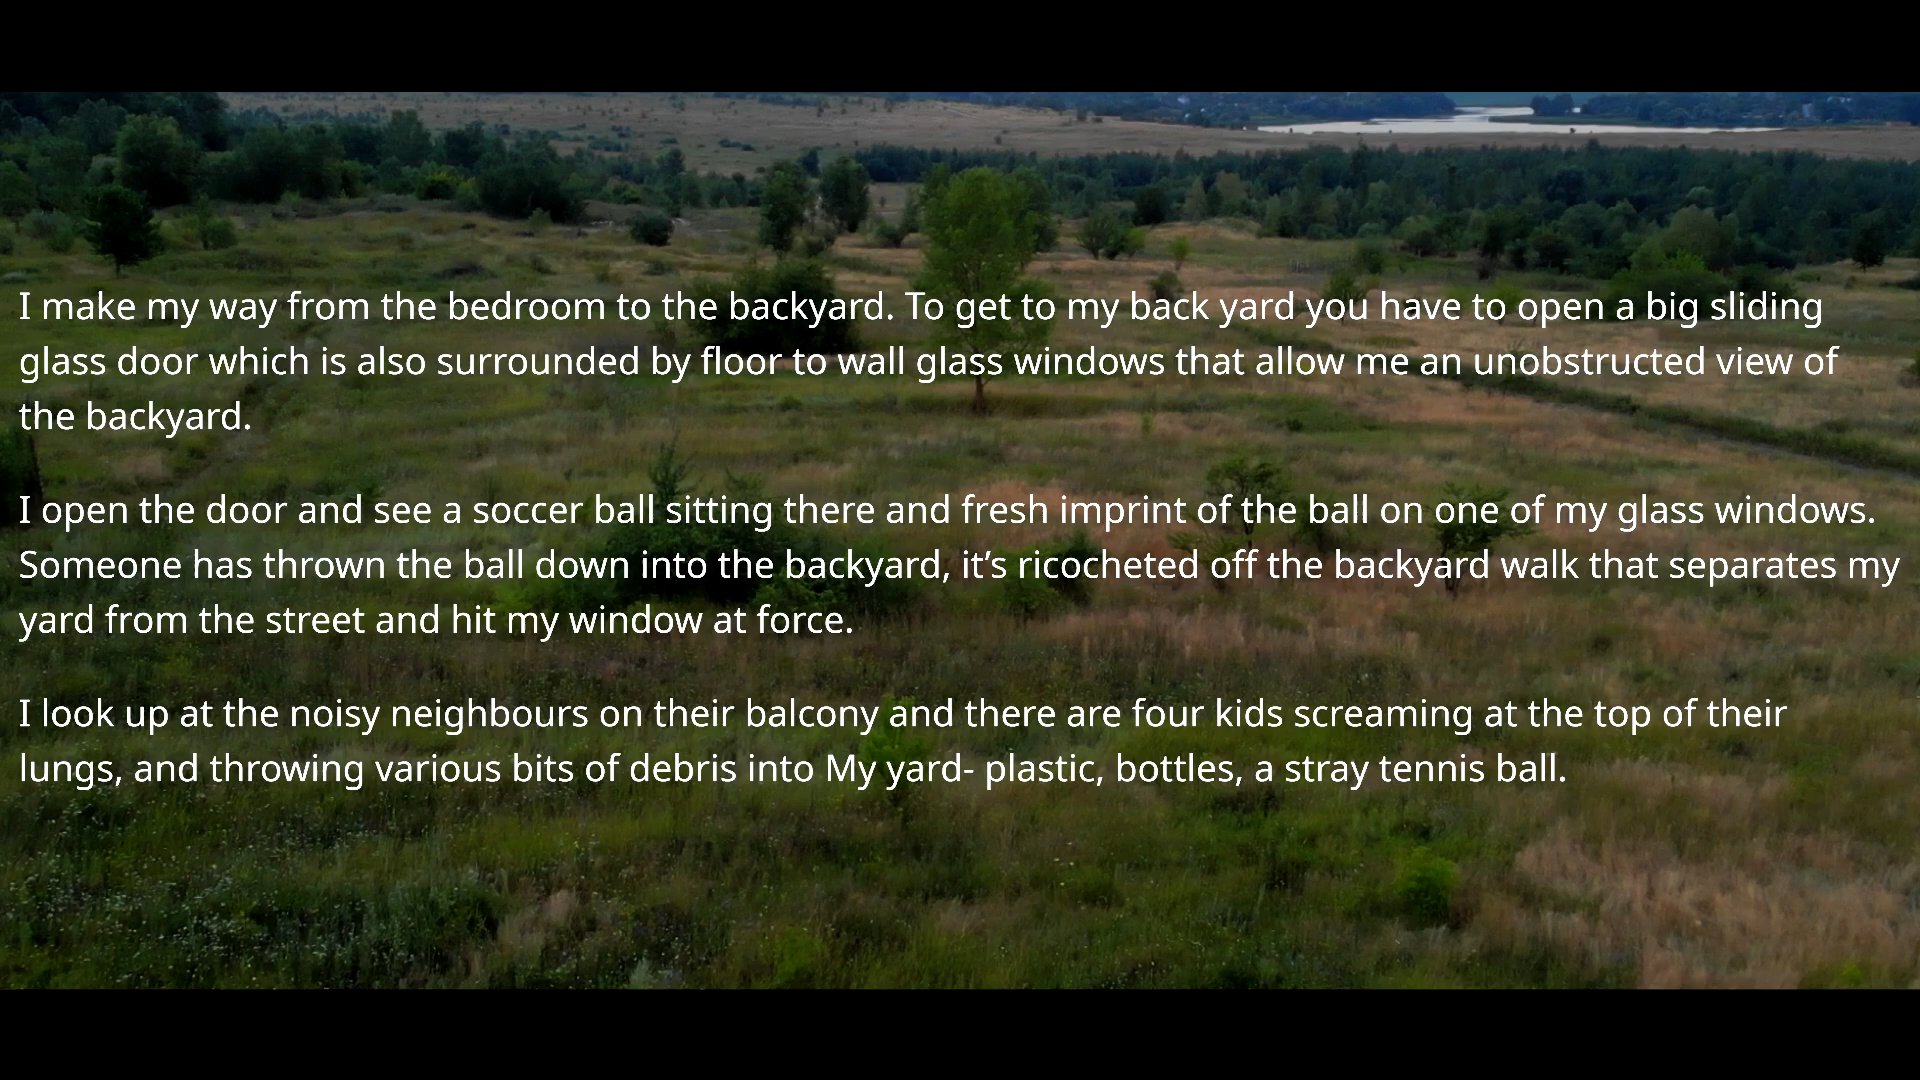 I make my way from the bedroom to the backyard. To get to my back yard you have to open a big sliding
glass door which is also surrounded by floor to wall glass windows that allow me an unobstructed view of
the backyard.
I open the door and see a soccer ball sitting there and fresh imprint of the ball on one of my glass windows.
Someone has thrown the ball down into the backyard, it’s ricocheted off the backyard walk that separates my
yard from the street and hit my window at force.
I look up at the noisy neighbours on their balcony and there are four kids screaming at the top of their
lungs, and throwing various bits of debris into My yard- plastic, bottles, a stray tennis ball.